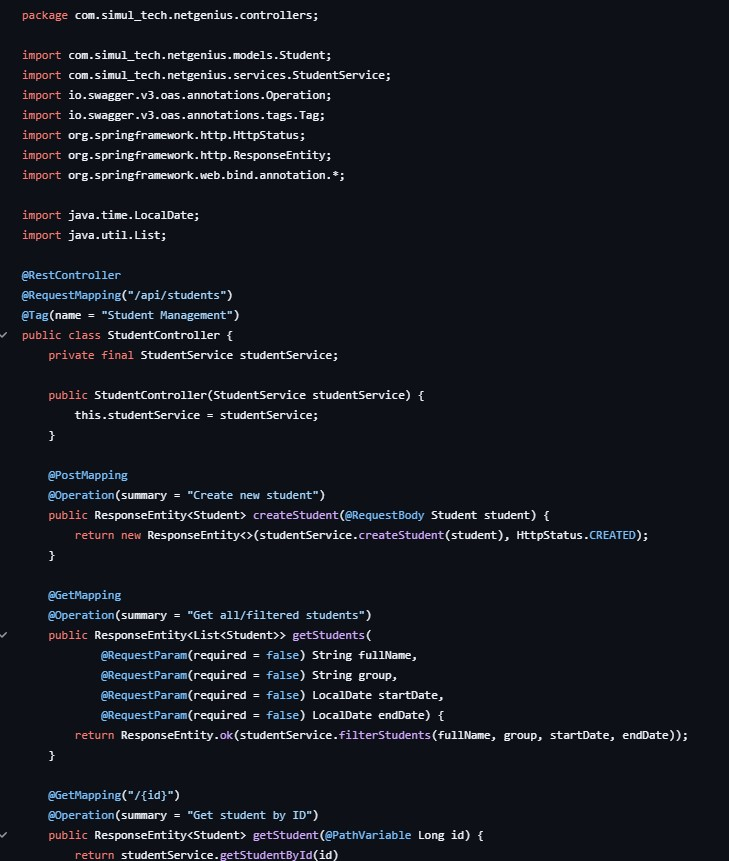 package com.simul_tech.netgenius.controllers;
import com.simul_tech.netgenius.models.Student;
import com.simul_tech.netgenius.services.StudentService;
import io.swagger.v3.oas.annotations.Operation;
import io.swagger.v3.oas.annotations.tags.Tag;
import org.springframework.http.HttpStatus;
import org.springframework.http.ResponseEntity;
import org.springframework.web.bind.annotation.*;
import java.time.LocalDate;
import java.util.List;
@RestController
@RequestMapping("/api/students")
@Tag(name = "Student Management")
public class StudentController {
    private final StudentService studentService;
    public StudentController(StudentService studentService) {
        this.studentService = studentService;
    }
    @PostMapping
    @Operation(summary = "Create new student")
    public ResponseEntity<Student> createStudent(@RequestBody Student student) {
        return new ResponseEntity<>(studentService.createStudent(student), HttpStatus.CREATED);
    }
    @GetMapping
    @Operation(summary = "Get all/filtered students")
    public ResponseEntity<List<Student>> getStudents(
            @RequestParam(required = false) String fullName,
            @RequestParam(required = false) String group,
            @RequestParam(required = false) LocalDate startDate,
            @RequestParam(required = false) LocalDate endDate) {
        return ResponseEntity.ok(studentService.filterStudents(fullName, group, startDate, endDate));
    }
    @GetMapping("/{id}")
    @Operation(summary = "Get student by ID")
    public ResponseEntity<Student> getStudent(@PathVariable Long id) {
        return studentService.getStudentById(id)